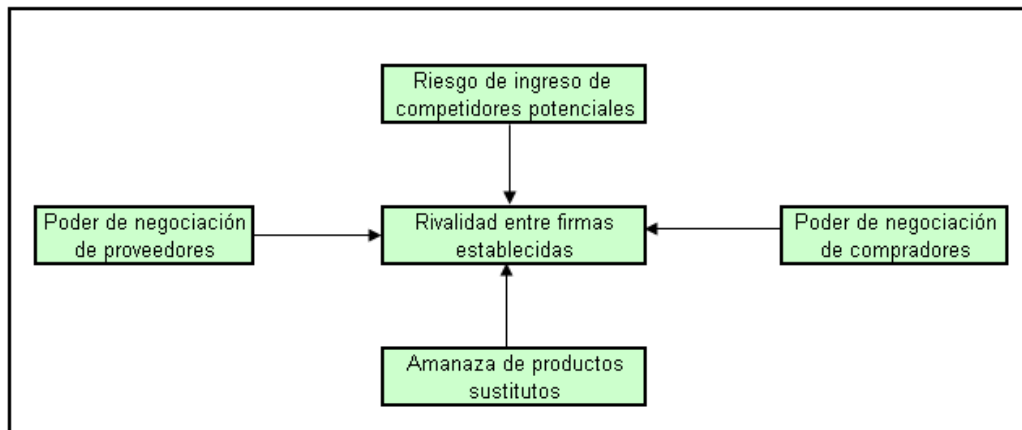 Riesgo de ingreso de
competidores potenciales
Poder de negociación
de proveedores
Rivalidad entre firmas
establecidas
Poder de negociación
de compradores
Amanaza de productos
sustitutos